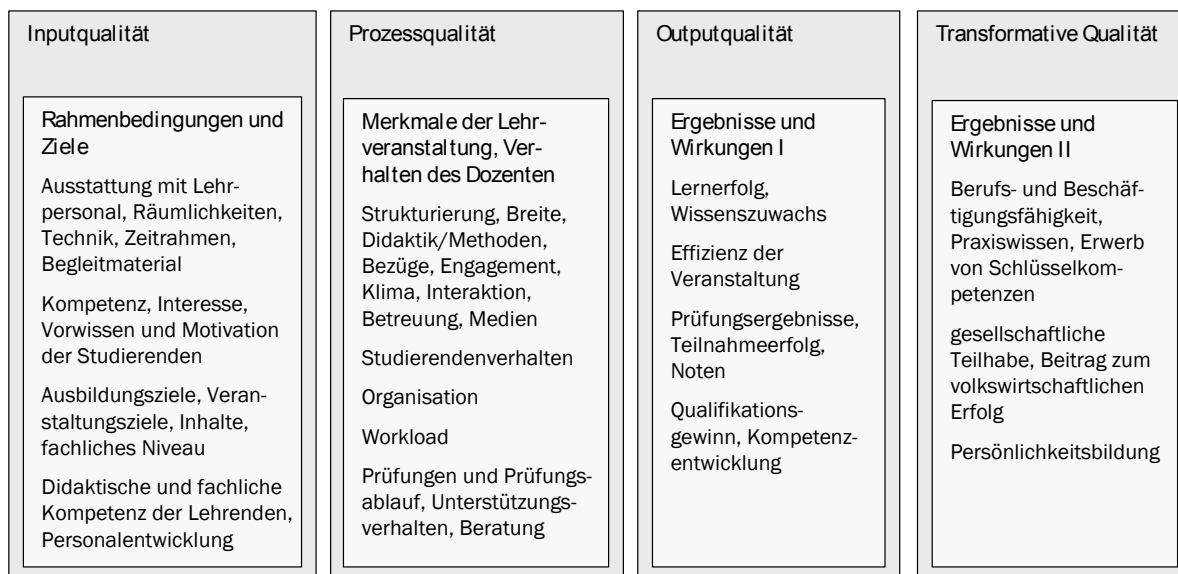 Inputqualität
Rahmenbedingungen und
Ziele
Ausstattung mit Lehr-
personal, Räumlichkeiten,
Technik, Zeitrahmen,
Begleitmaterial
Kompetenz, Interesse,
Vorwissen und Motivation
der Studierenden
Ausbildungsziele, Veran-
staltungsziele, Inhalte,
fachliches Niveau
Didaktische und fachliche
Kompetenz der Lehrenden,
Personalentwicklung
Prozessqualität
Merkmale der Lehr-
veranstaltung, Ver-
halten des Dozenten
Strukturierung, Breite,
Didaktik/Methoden,
Bezüge, Engagement,
Klima, Interaktion,
Betreuung, Medien
Studierendenverhalten
Organisation
Workload
Prüfungen und Prüfungs-
ablauf, Unterstützungs-
verhalten, Beratung
Outputqualität
Ergebnisse und
Wirkungen I
Lernerfolg,
Wissenszuwachs
Effizienz der
Veranstaltung
Prüfungsergebnisse,
Teilnahmeerfolg,
Noten
Qualifikations-
gewinn, Kompetenz-
entwicklung
Transformative Qualität
Ergebnisse und
Wirkungen II
Berufs- und Beschäf-
tigungsfähigkeit,
Praxiswissen, Erwerb
von Schlüsselkom-
petenzen
gesellschaftliche
Teilhabe, Beitrag zum
volkswirtschaftlichen
Erfolg
Persönlichkeitsbildung